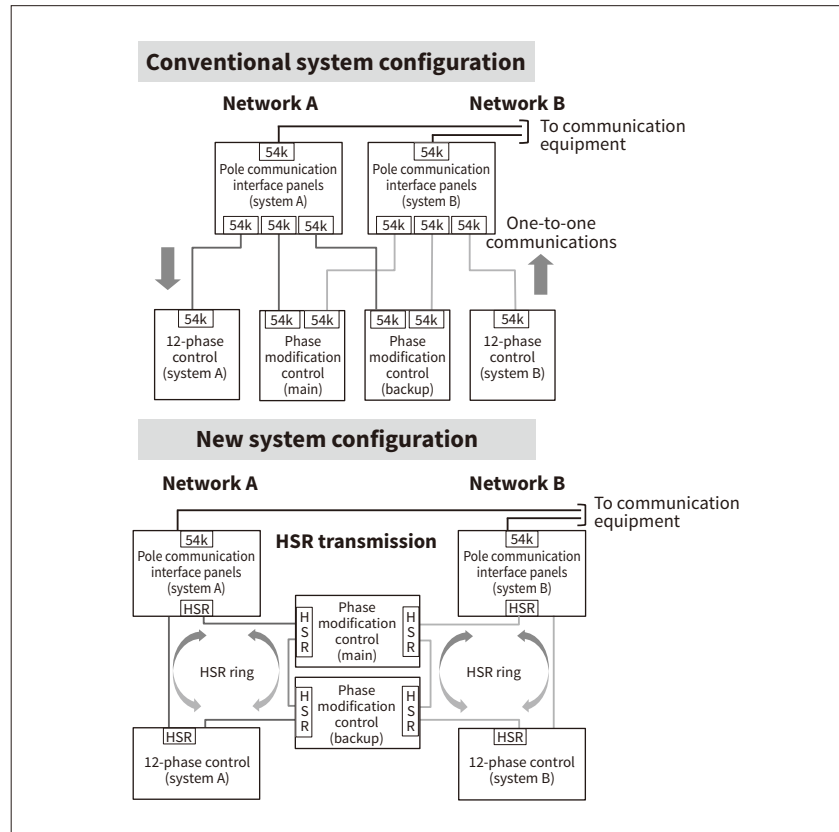 Conventional system configuration
Network A
Network B
To communication
equipment
54k
Pole communication
interface panels
(system A)
54k 54k 54k
54k
Pole communication
interface panels
(system B)
54k 54k 54k
One-to-one
communications
54k
12-phase
control
(system A)
54k 54k
Phase
modification
control
(main)
54k 54k
Phase
modification
control
(backup)
54k
12-phase
control
(system B)
New system configuration
Network A
Network B
To communication
equipment
54k
Pole communication
interface panels
(system A)
HSR
HSR transmission
54k
Pole communication
interface panels
(system B)
HSR
HSR
Phase
modification
control
(main)
HSR
HSR ring
HSR ring
HSR
Phase
modification
control
(backup)
HSR
HSR
12-phase control
(system A)
HSR
12-phase control
(system B)